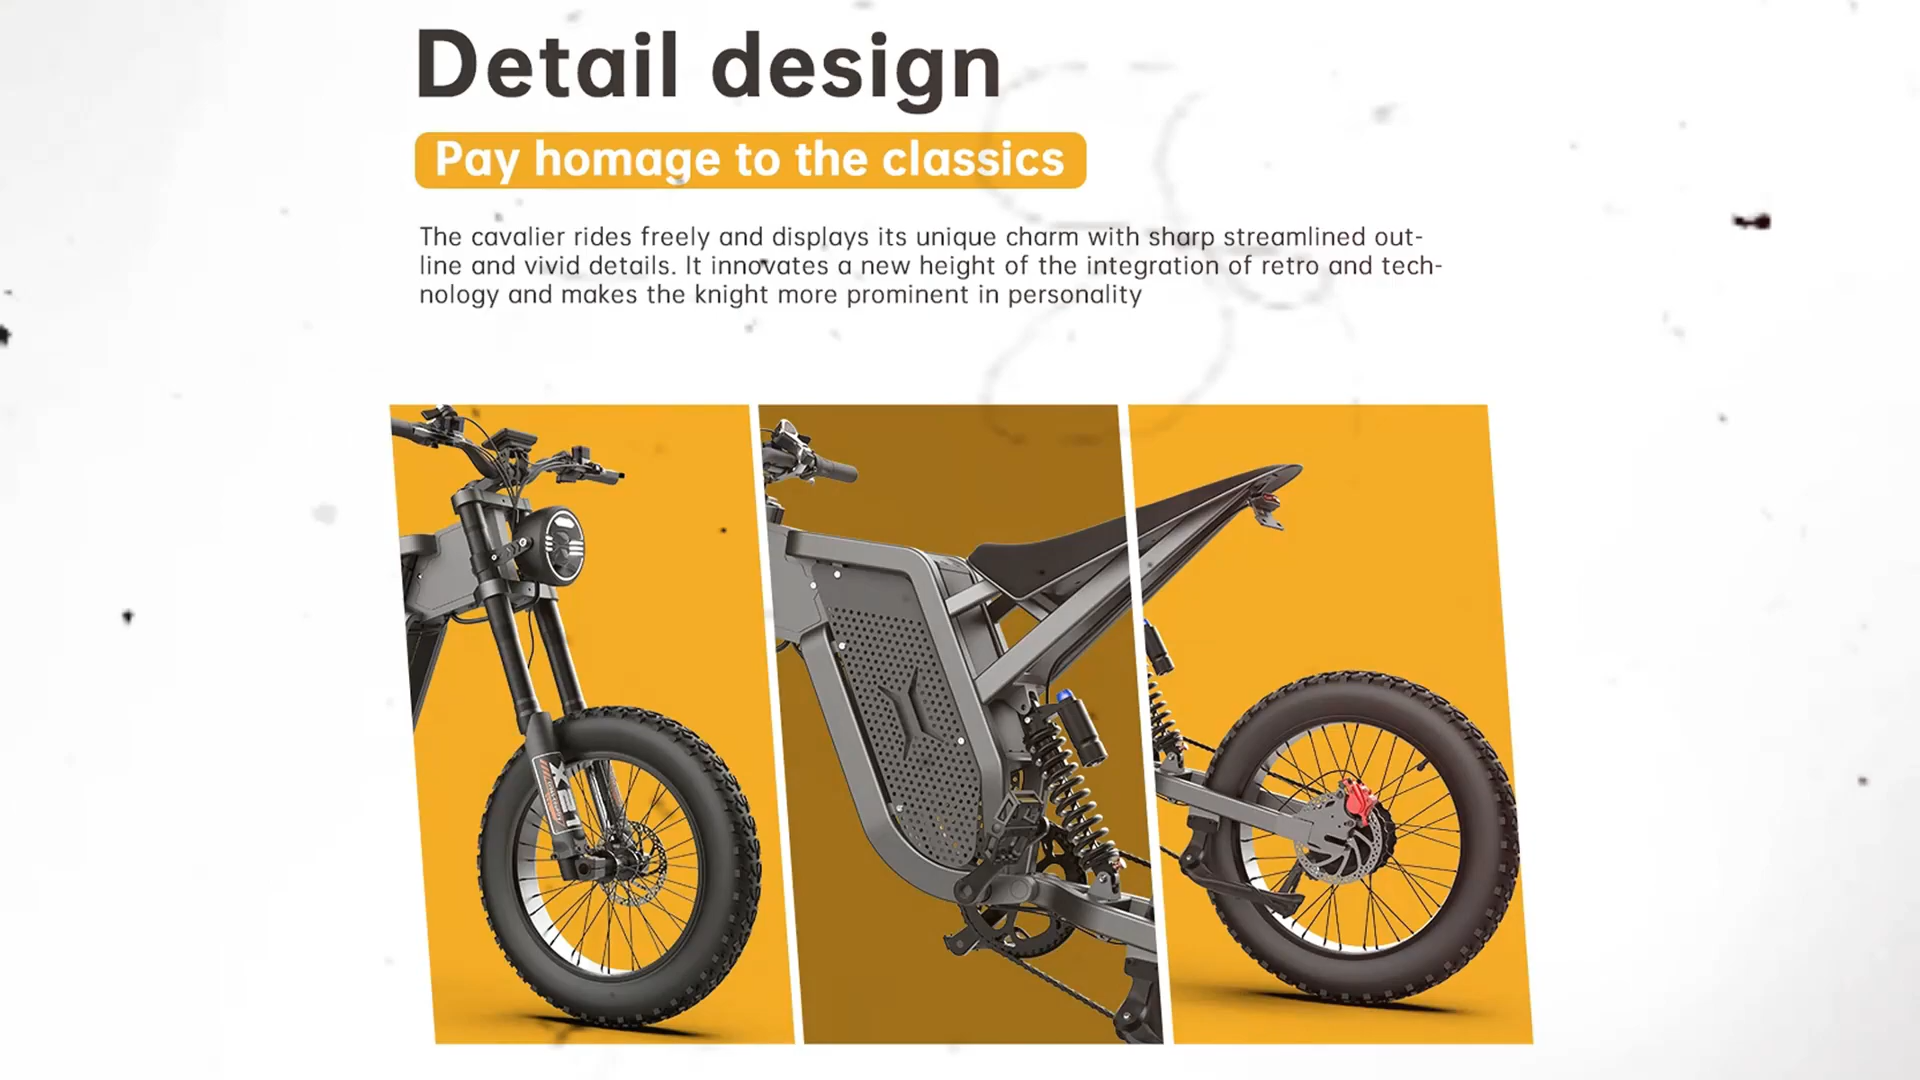 Detail design
Pay homage to the classics
The cavalier rides freely and displays its unique charm with sharp streamlined out-
line and vivid details. It innovates a new height of the integration of retro and tech-
nology and makes the knight more prominent in personality